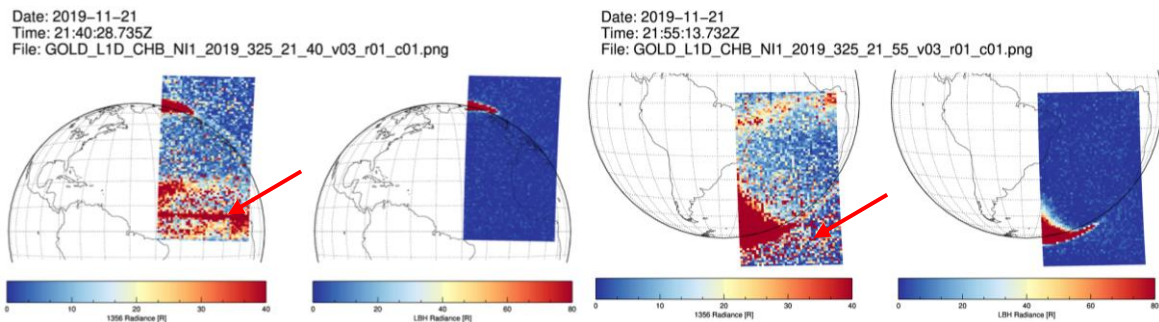 Date: 2019-11-21
Time: 21:40:28.735Z
File: GOLD_L1D_CHB_NI1_2019_325_21_40_v03_r01_c01.png
Date: 2019-11-21
Time: 21:55:13.732Z
File: GOLD_L1D_CHB_NI1_2019_325_21_55_v03_r01_c01.png
0 10 20 30 40
1356 Radiance [R]
0 20 40 60 80
LBH Radiance [R]
0 10 20 30 40
1356 Radiance [R]
0 20 40 60 80
LBH Radiance [R]